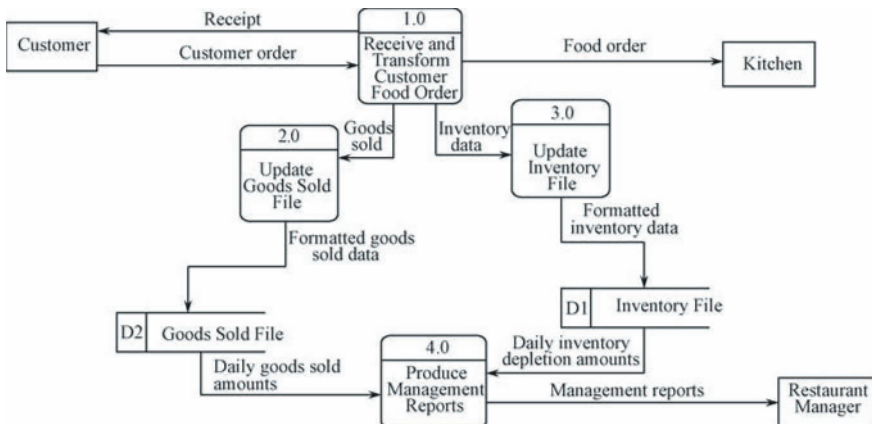 Receipt
Customer
Customer order
1.0
Receive and
Transform
Customer
Food Order
Food order
Kitchen
Goods
sold
Inventory
data
2.0
Update
Goods Sold
File
3.0
Update
Inventory
File
Formatted goods
sold data
Formatted
inventory data
D2
Goods Sold File
D1
Inventory File
Daily goods sold
amounts
4.0
Produce
Management
Reports
Daily inventory
depletion amounts
Management reports
Restaurant
Manager